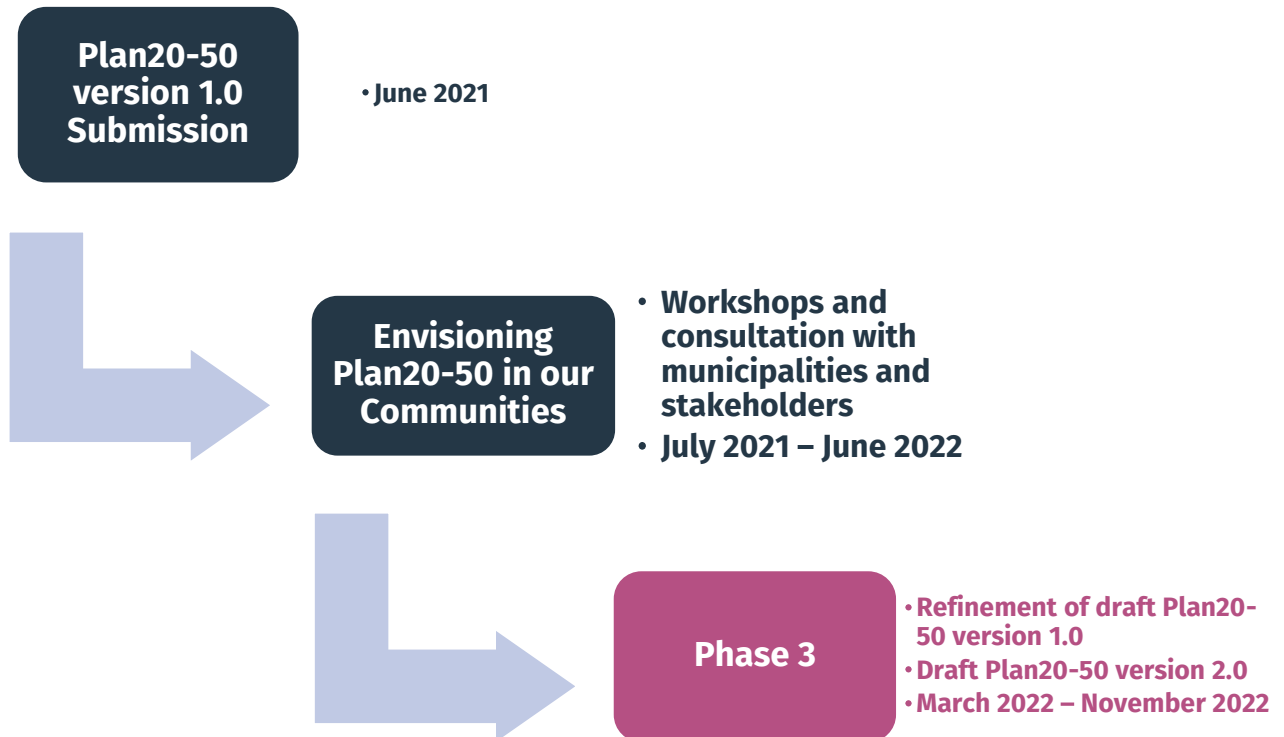 Plan20-50
version 1.0
Submission
• June 2021
Envisioning
Plan20-50 in our
Communities
• Workshops and
consultation with
municipalities and
stakeholders
• July 2021 – June 2022
Phase 3
• Refinement of draft Plan20-
50 version 1.0
• Draft Plan20-50 version 2.0
• March 2022 – November 2022